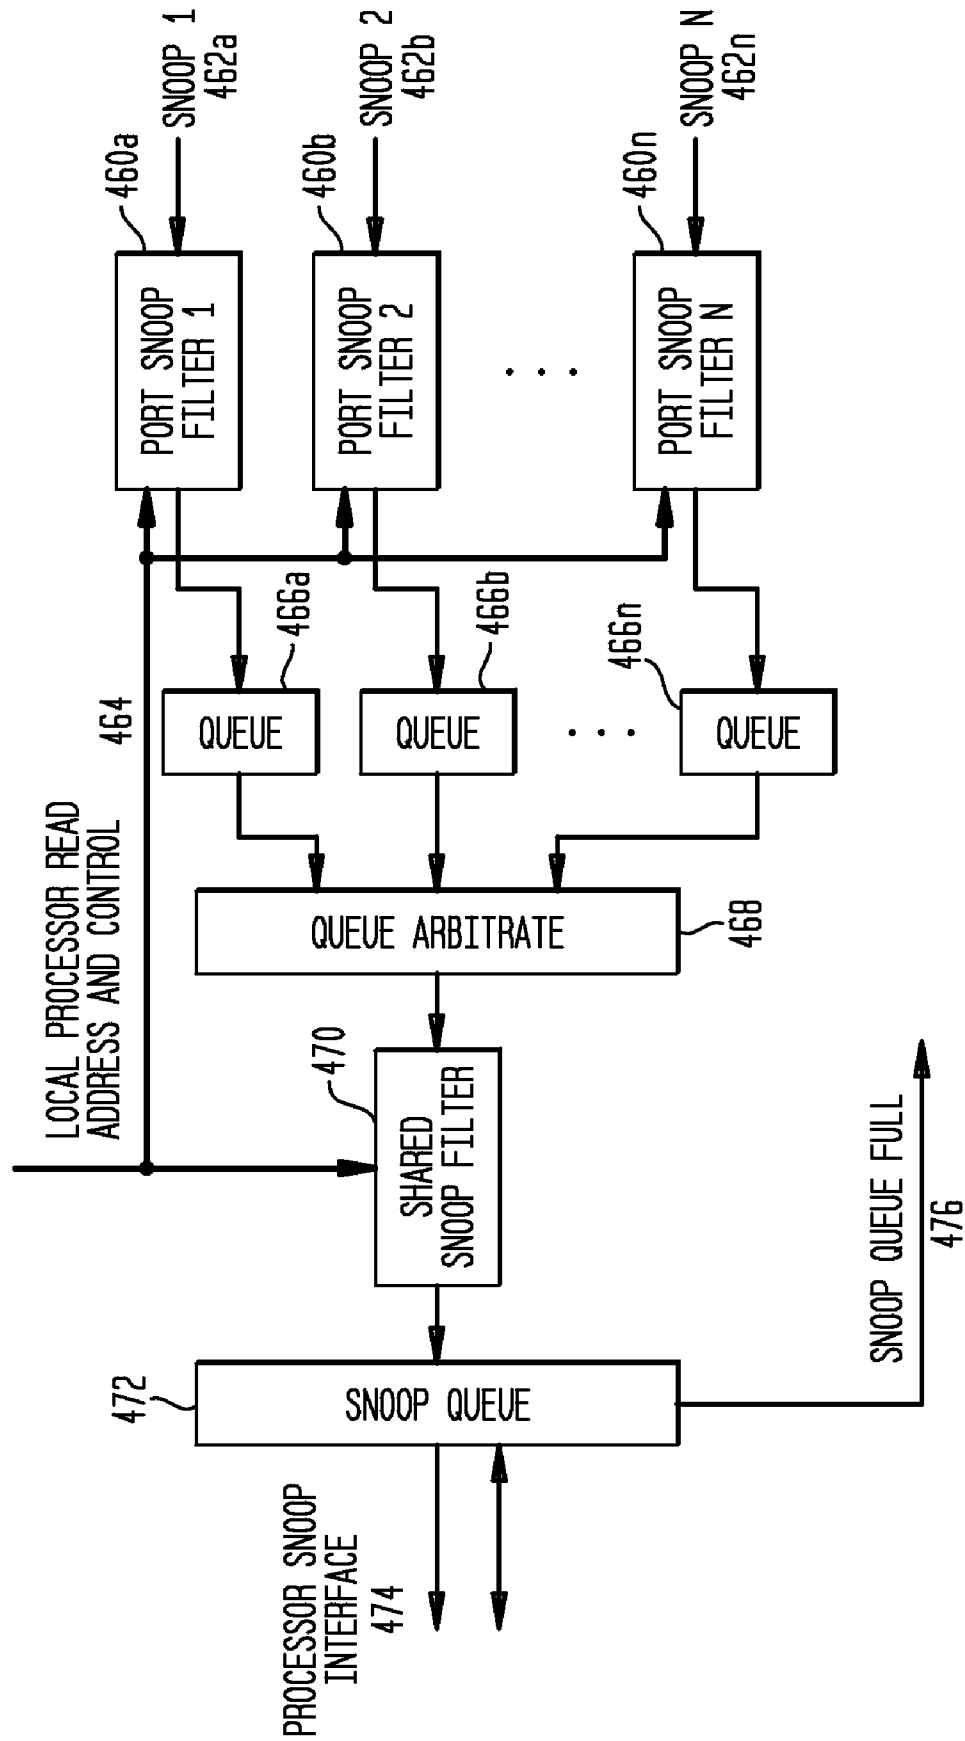 SNOOP 1
462a
SNOOP 2
462b
SNOOP N
462n
460a
460b
460n
PORT SNOOP
FILTER 1
PORT SNOOP
FILTER 2
PORT SNOOP
FILTER N
466a
466b
466n
QUEUE
QUEUE
QUEUE
464
LOCAL PROCESSOR READ
ADDRESS AND CONTROL
QUEUE ARBITRATE
468
470
SHARED
SNOOP FILTER
472
SNOOP QUEUE
SNOOP QUEUE FULL
476
PROCESSOR SNOOP
INTERFACE
474